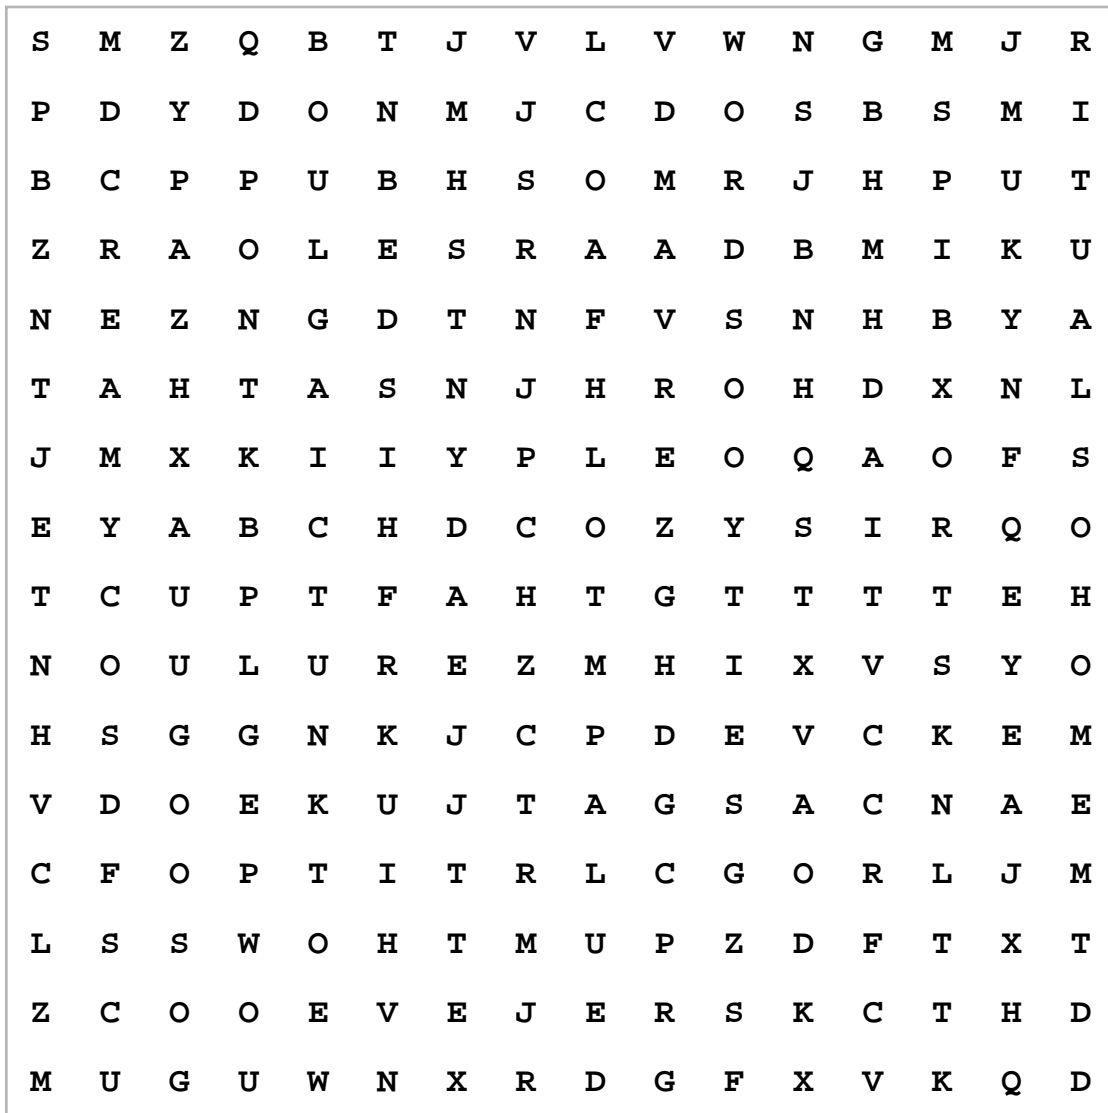 S M Z Q B T J V L V W N G M J R
P D Y D O N M J C D O S B S M I
B C P P U B H S O M R J H P U T
Z R A O L E S R A A D B M I K U
N E Z N G D T N F V S N H B Y A
T A H T A S N J H R O H D X N L
J M X K I I Y P L E O Q A O F S
E Y A B C H D C O Z Y S I R Q O
T C U P T F A H T G T T T T E H
N O U L U R E Z M H I X V S Y O
H S G G N K J C P D E V C K E M
V D O E K U J T A G S A C N A E
C F O P T I T R L C G O R L J M
L S S W O H T M U P Z D F T X T
Z C O O E V E J E R S K C T H D
M U G U W N X R D G F X V K Q D